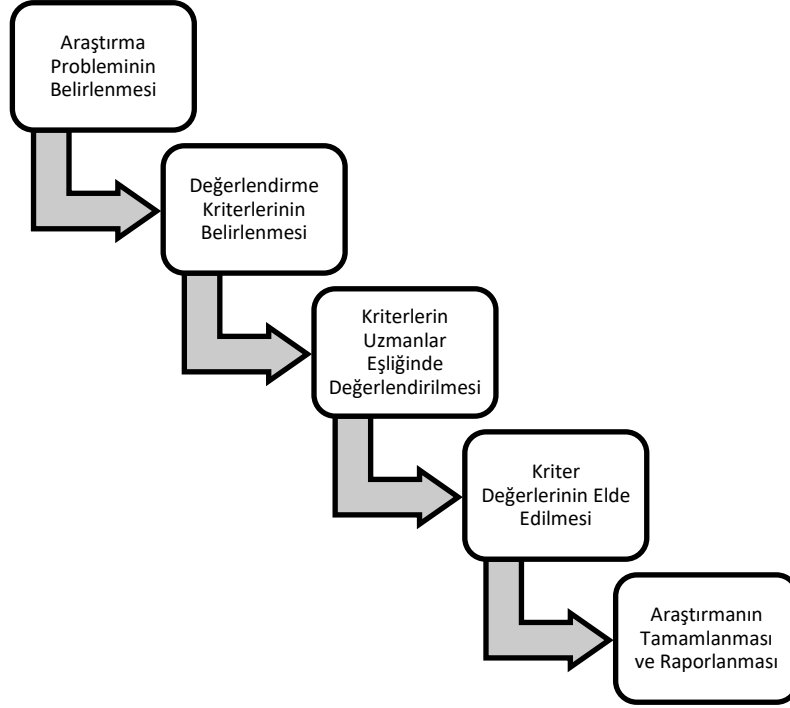 Araştırma
Probleminin
Belirlenmesi
Değerlendirme
Kriterlerinin
Belirlenmesi
Kriterlerin
Uzmanlar
Eşliğinde
Değerlendirilmesi
Kriter
Değerlerinin Elde
Edilmesi
Araştırmanın
Tamamlanması
ve Raporlanması